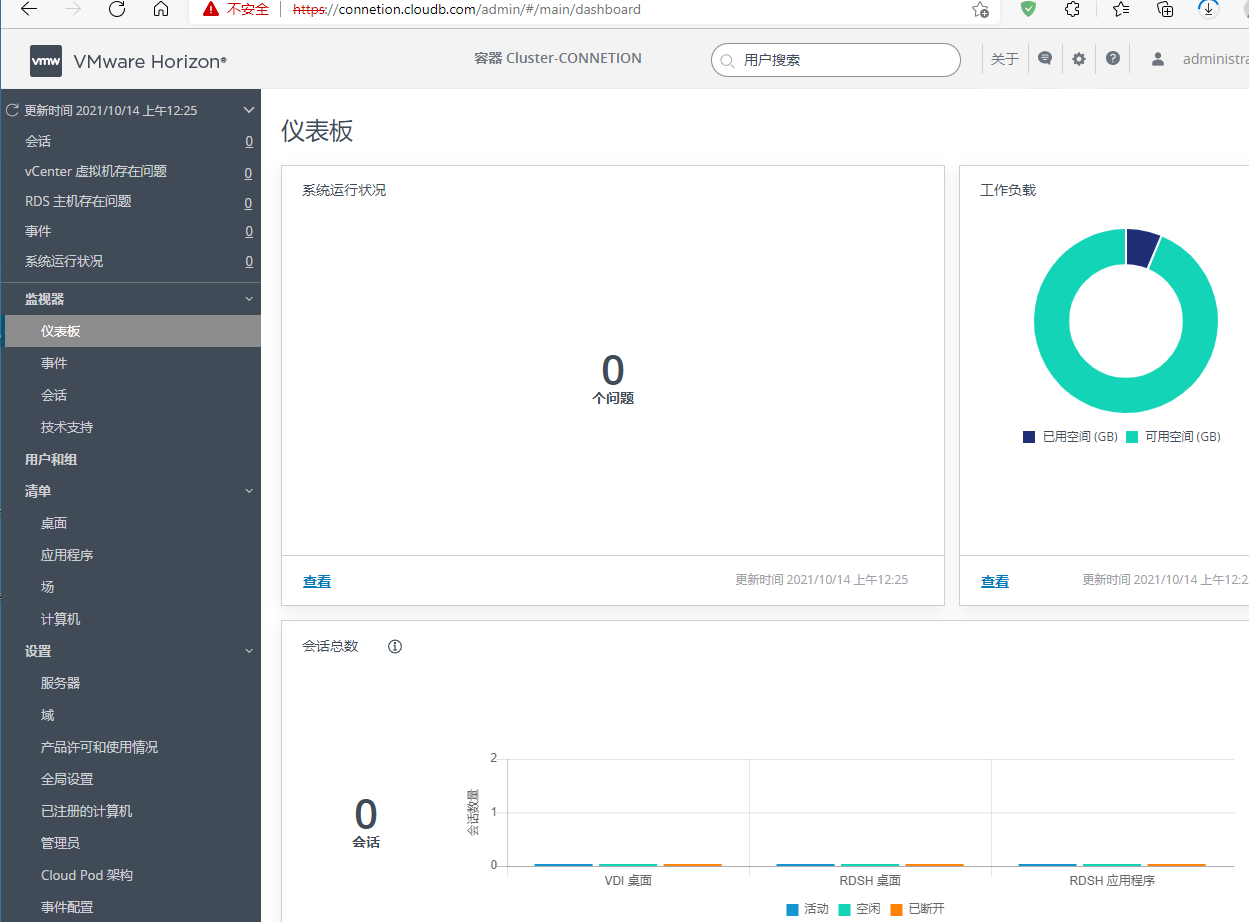 不安全 https://connetion.cloudb.com/admin/#/main/dashboard
vmw VMware Horizon®
容器 Cluster-CONNETION
用户搜索
关于
administra
更新时间 2021/10/14 上午12:25
会话 0
vCenter 虚拟机存在问题 0
RDS 主机存在问题 0
事件 0
系统运行状况 0
监视器
仪表板
事件
会话
技术支持
用户和组
清单
桌面
应用程序
场
计算机
设置
服务器
域
产品许可和使用情况
全局设置
已注册的计算机
管理员
Cloud Pod 架构
事件配置
仪表板
系统运行状况
0
个问题
查看 更新时间 2021/10/14 上午12:25
工作负载
已用空间 (GB) 可用空间 (GB)
查看 更新时间 2021/10/14 上午12:2
会话总数
0
会话
会话数量
2
1
0
VDI 桌面 RDSH 桌面 RDSH 应用程序
活动 空闲 已断开